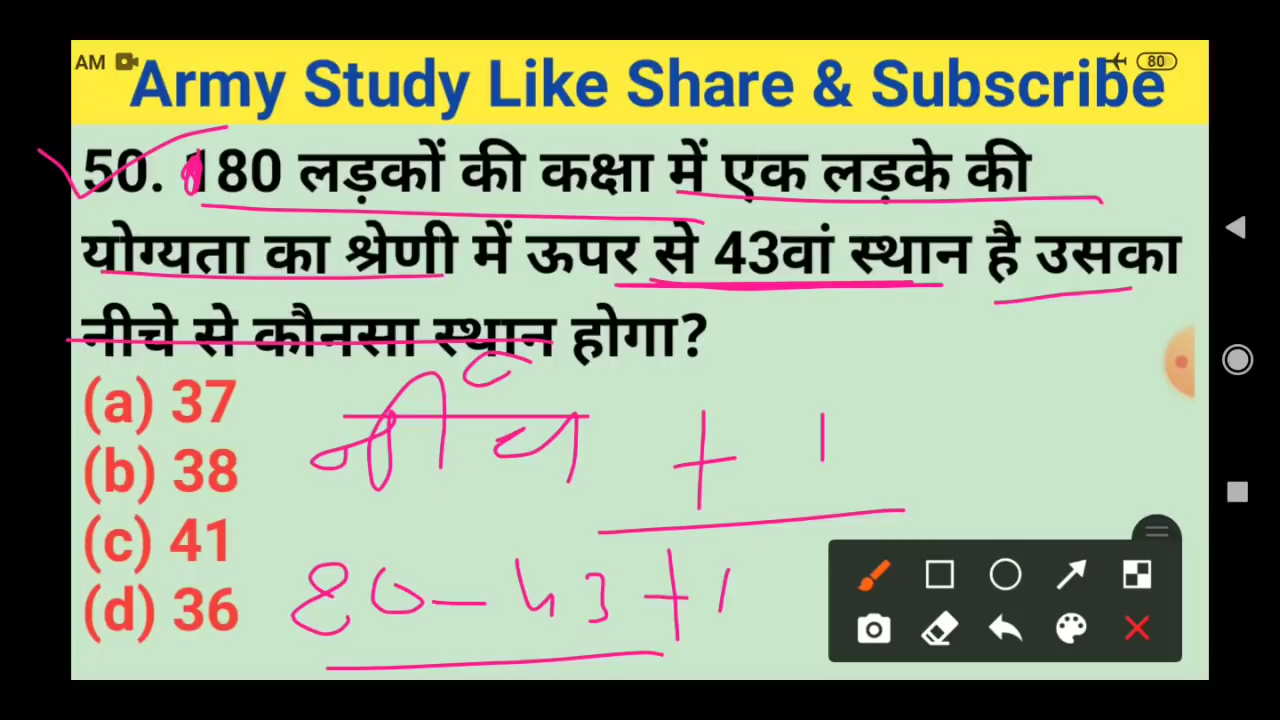 AM 80
Army Study Like Share & Subscribe
50. 180 लड़कों की कक्षा में एक लड़के की
योग्यता का श्रेणी में ऊपर से 43वां स्थान है उसका
नीचे से कौनसा स्थान होगा?
(a) 37
(b) 38
(c) 41
(d) 36
नीचे + 1
80-43+1